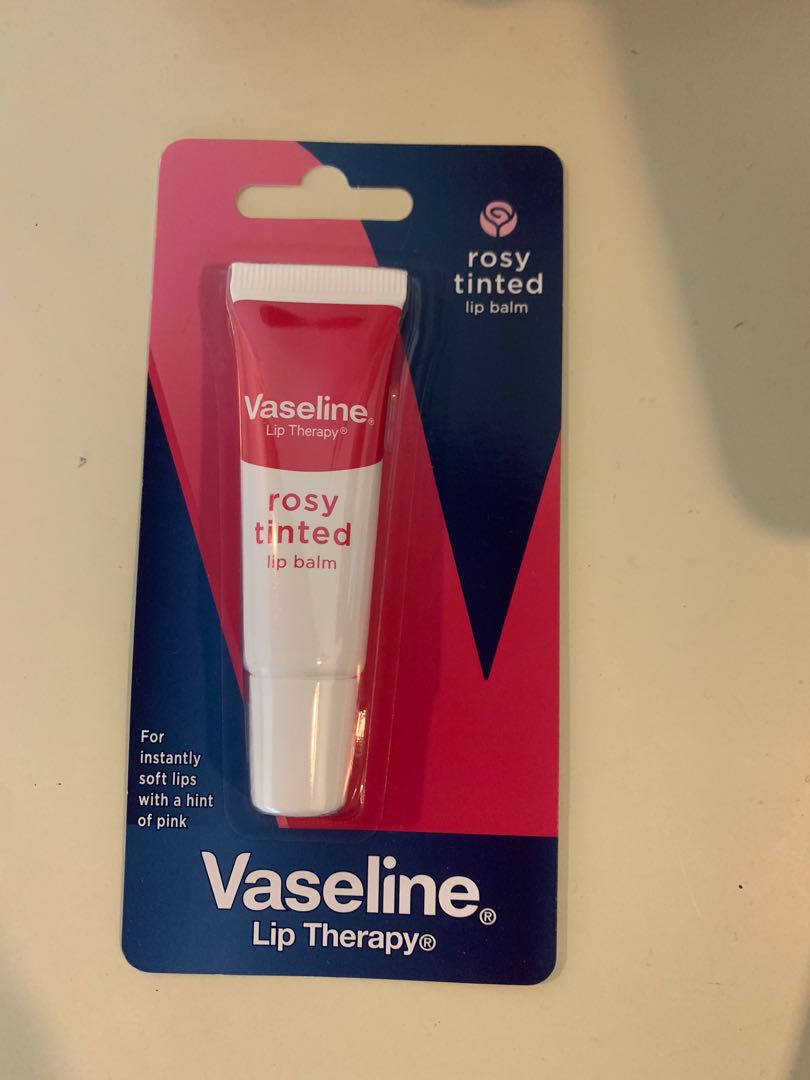 rosy
tinted
lip balm
Vaseline®
Lip Therapy®
rosy
tinted
lip balm
For
instantly
soft lips
with a hint
of pink
Vaseline®
Lip Therapy®